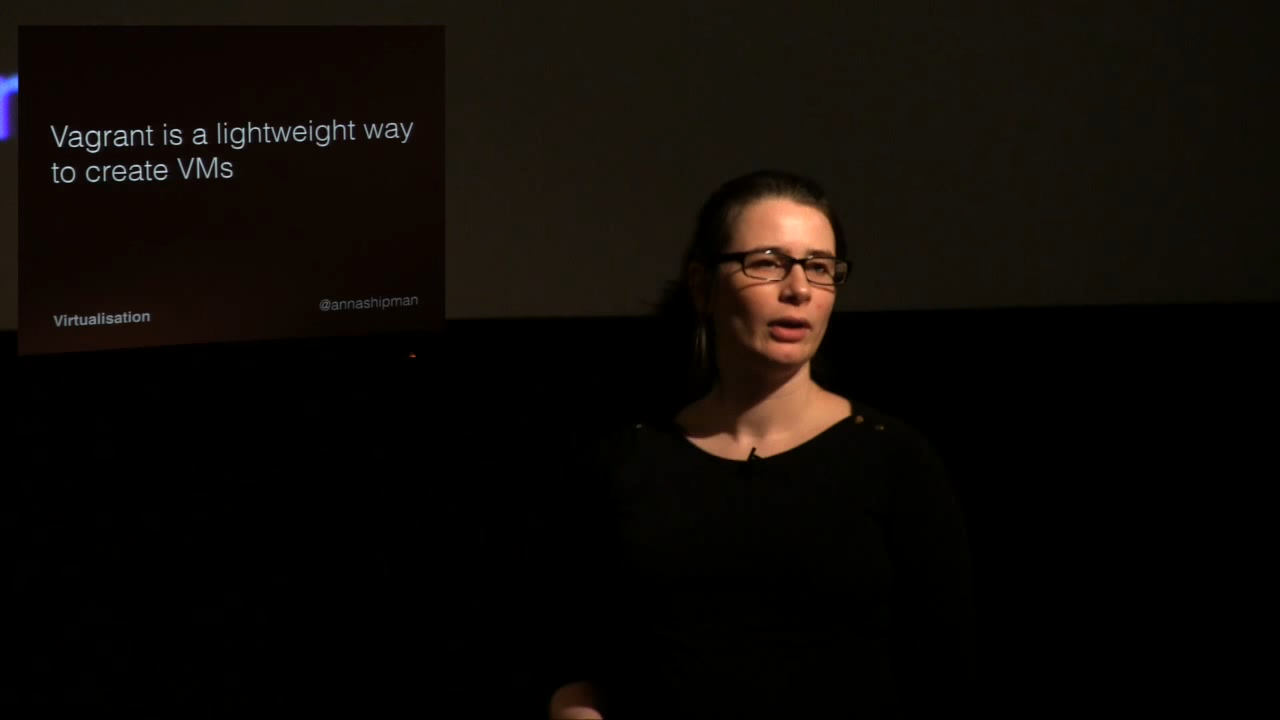 Vagrant is a lightweight way
to create VMs
@annashipman
Virtualisation